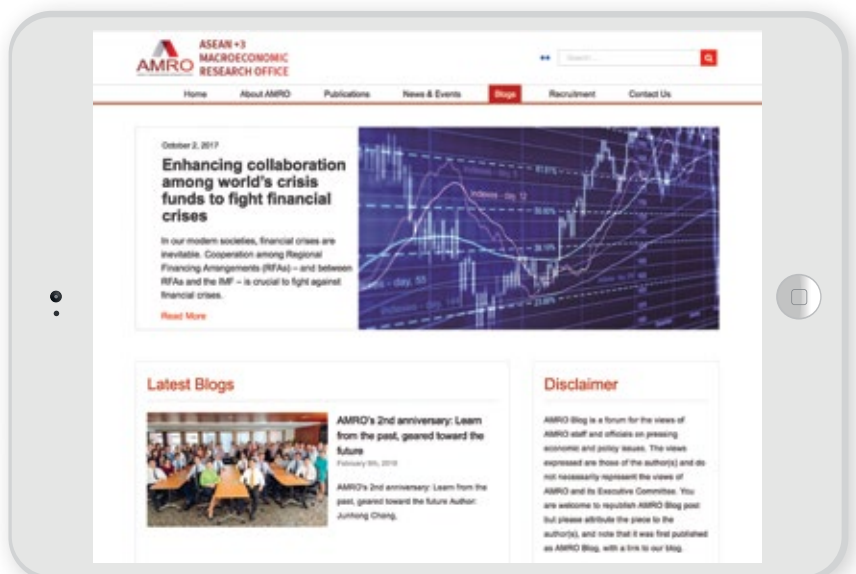 ASEAN +3
MACROECONOMIC
RESEARCH OFFICE
AMRO
Search...
Home About AMRO Publications News & Events Blogs Recruitment Contact Us
October 2, 2017
Enhancing collaboration
among world's crisis
funds to fight financial
crises
In our modern societies, financial crises are
inevitable. Cooperation among Regional
Financing Arrangements (RFAs) – and between
RFAs and the IMF – is crucial to fight against
financial crises.
Read More
indexes - day, 12
Latest Blogs
AMRO's 2nd anniversary: Learn
from the past, geared toward the
future
February 9th, 2018
AMRO's 2nd anniversary: Learn from the
past, geared toward the future Author:
Junhong Chang,
Disclaimer
AMRO Blog is a forum for the views of
AMRO staff and officials on pressing
economic and policy issues. The views
expressed are those of the author(s) and do
not necessarily represent the views of
AMRO and its Executive Committee. You
are welcome to republish AMRO Blog post
but please attribute the piece to the
author(s), and note that it was first published
as AMRO Blog, with a link to our blog.